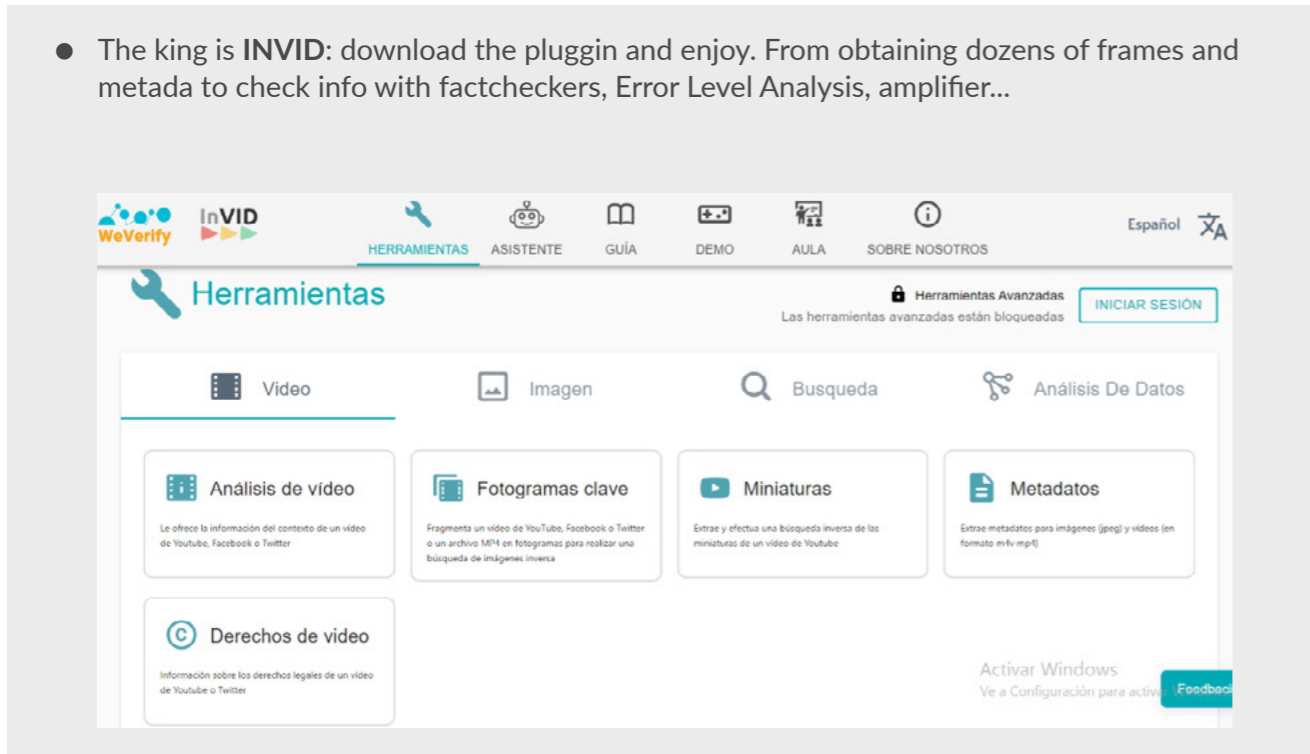 ● The king is INVID: download the pluggin and enjoy. From obtaining dozens of frames and
metada to check info with factcheckers, Error Level Analysis, amplifier...
WeVerify
InVID
HERRAMIENTAS
ASISTENTE
GUÍA
DEMO
AULA
SOBRE NOSOTROS
Español
Herramientas
Herramientas Avanzadas
Las herramientas avanzadas están bloqueadas
INICIAR SESIÓN
Video
Imagen
Busqueda
Análisis De Datos
Análisis de vídeo
Le ofrece la información del contexto de un vídeo
de Youtube, Facebook o Twitter
Fotogramas clave
Fragmenta un vídeo de YouTube, Facebook o Twitter
o un archivo MP4 en fotogramas para realizar una
búsqueda de imágenes inversa
Miniaturas
Extrae y efectua una búsqueda inversa de las
miniaturas de un vídeo de Youtube
Metadatos
Extrae metadatos para imágenes (jpeg) y vídeos (en
formato m4v mp4)
Derechos de video
Información sobre los derechos legales de un vídeo
de Youtube o Twitter
Activar Windows
Ve a Configuración para activar
Feedbac